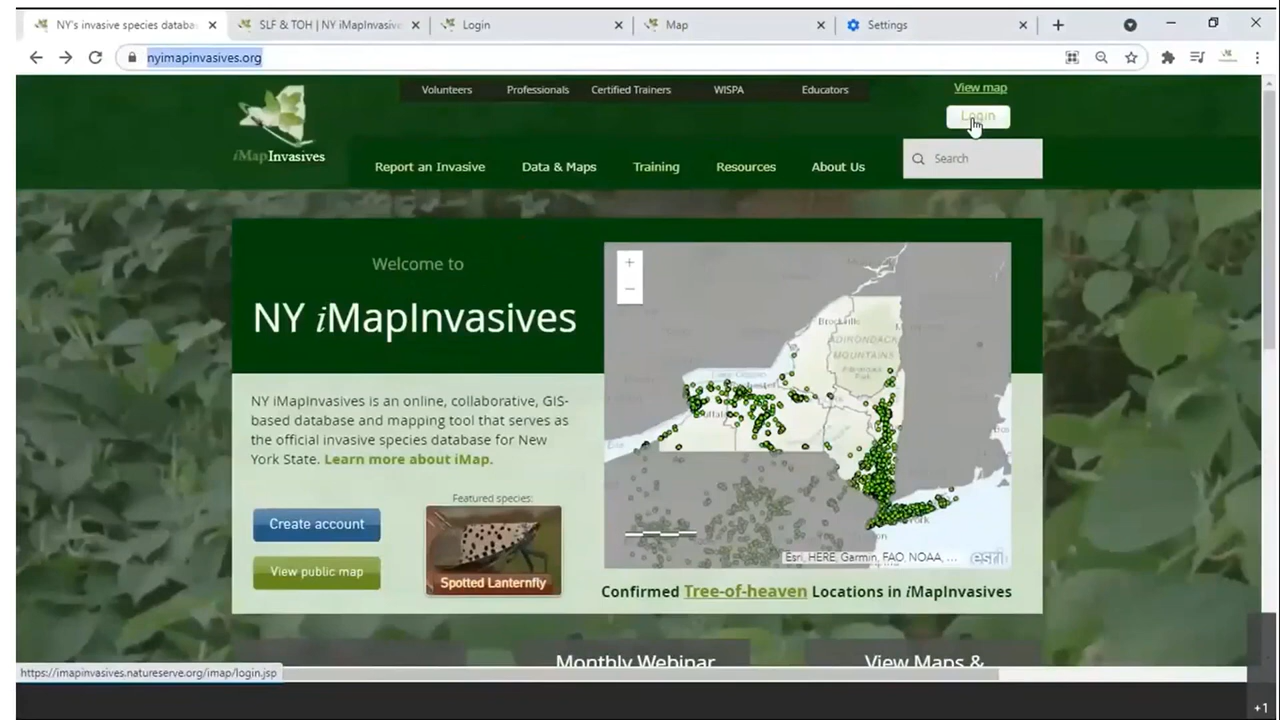 NY's invasive species databa
SLF & TOH | NY iMapInvasive
Login
Map
Settings
nyimapinvasives.org
Volunteers
Professionals
Certified Trainers
WISPA
Educators
View map
Login
iMapInvasives
Report an Invasive
Data & Maps
Training
Resources
About Us
Search
Welcome to
NY iMapInvasives
NY iMapInvasives is an online, collaborative, GIS-
based database and mapping tool that serves as
the official invasive species database for New
York State. Learn more about iMap.
Featured species:
Create account
View public map
Spotted Lanternfly
+
−
ADIRONDACK
MOUNTAINS
Esri, HERE, Garmin, FAO, NOAA, ...
esri
Confirmed Tree-of-heaven Locations in iMapInvasives
Monthly Webinar
View Maps &
https://imapinvasives.natureserve.org/imap/login.jsp
+1